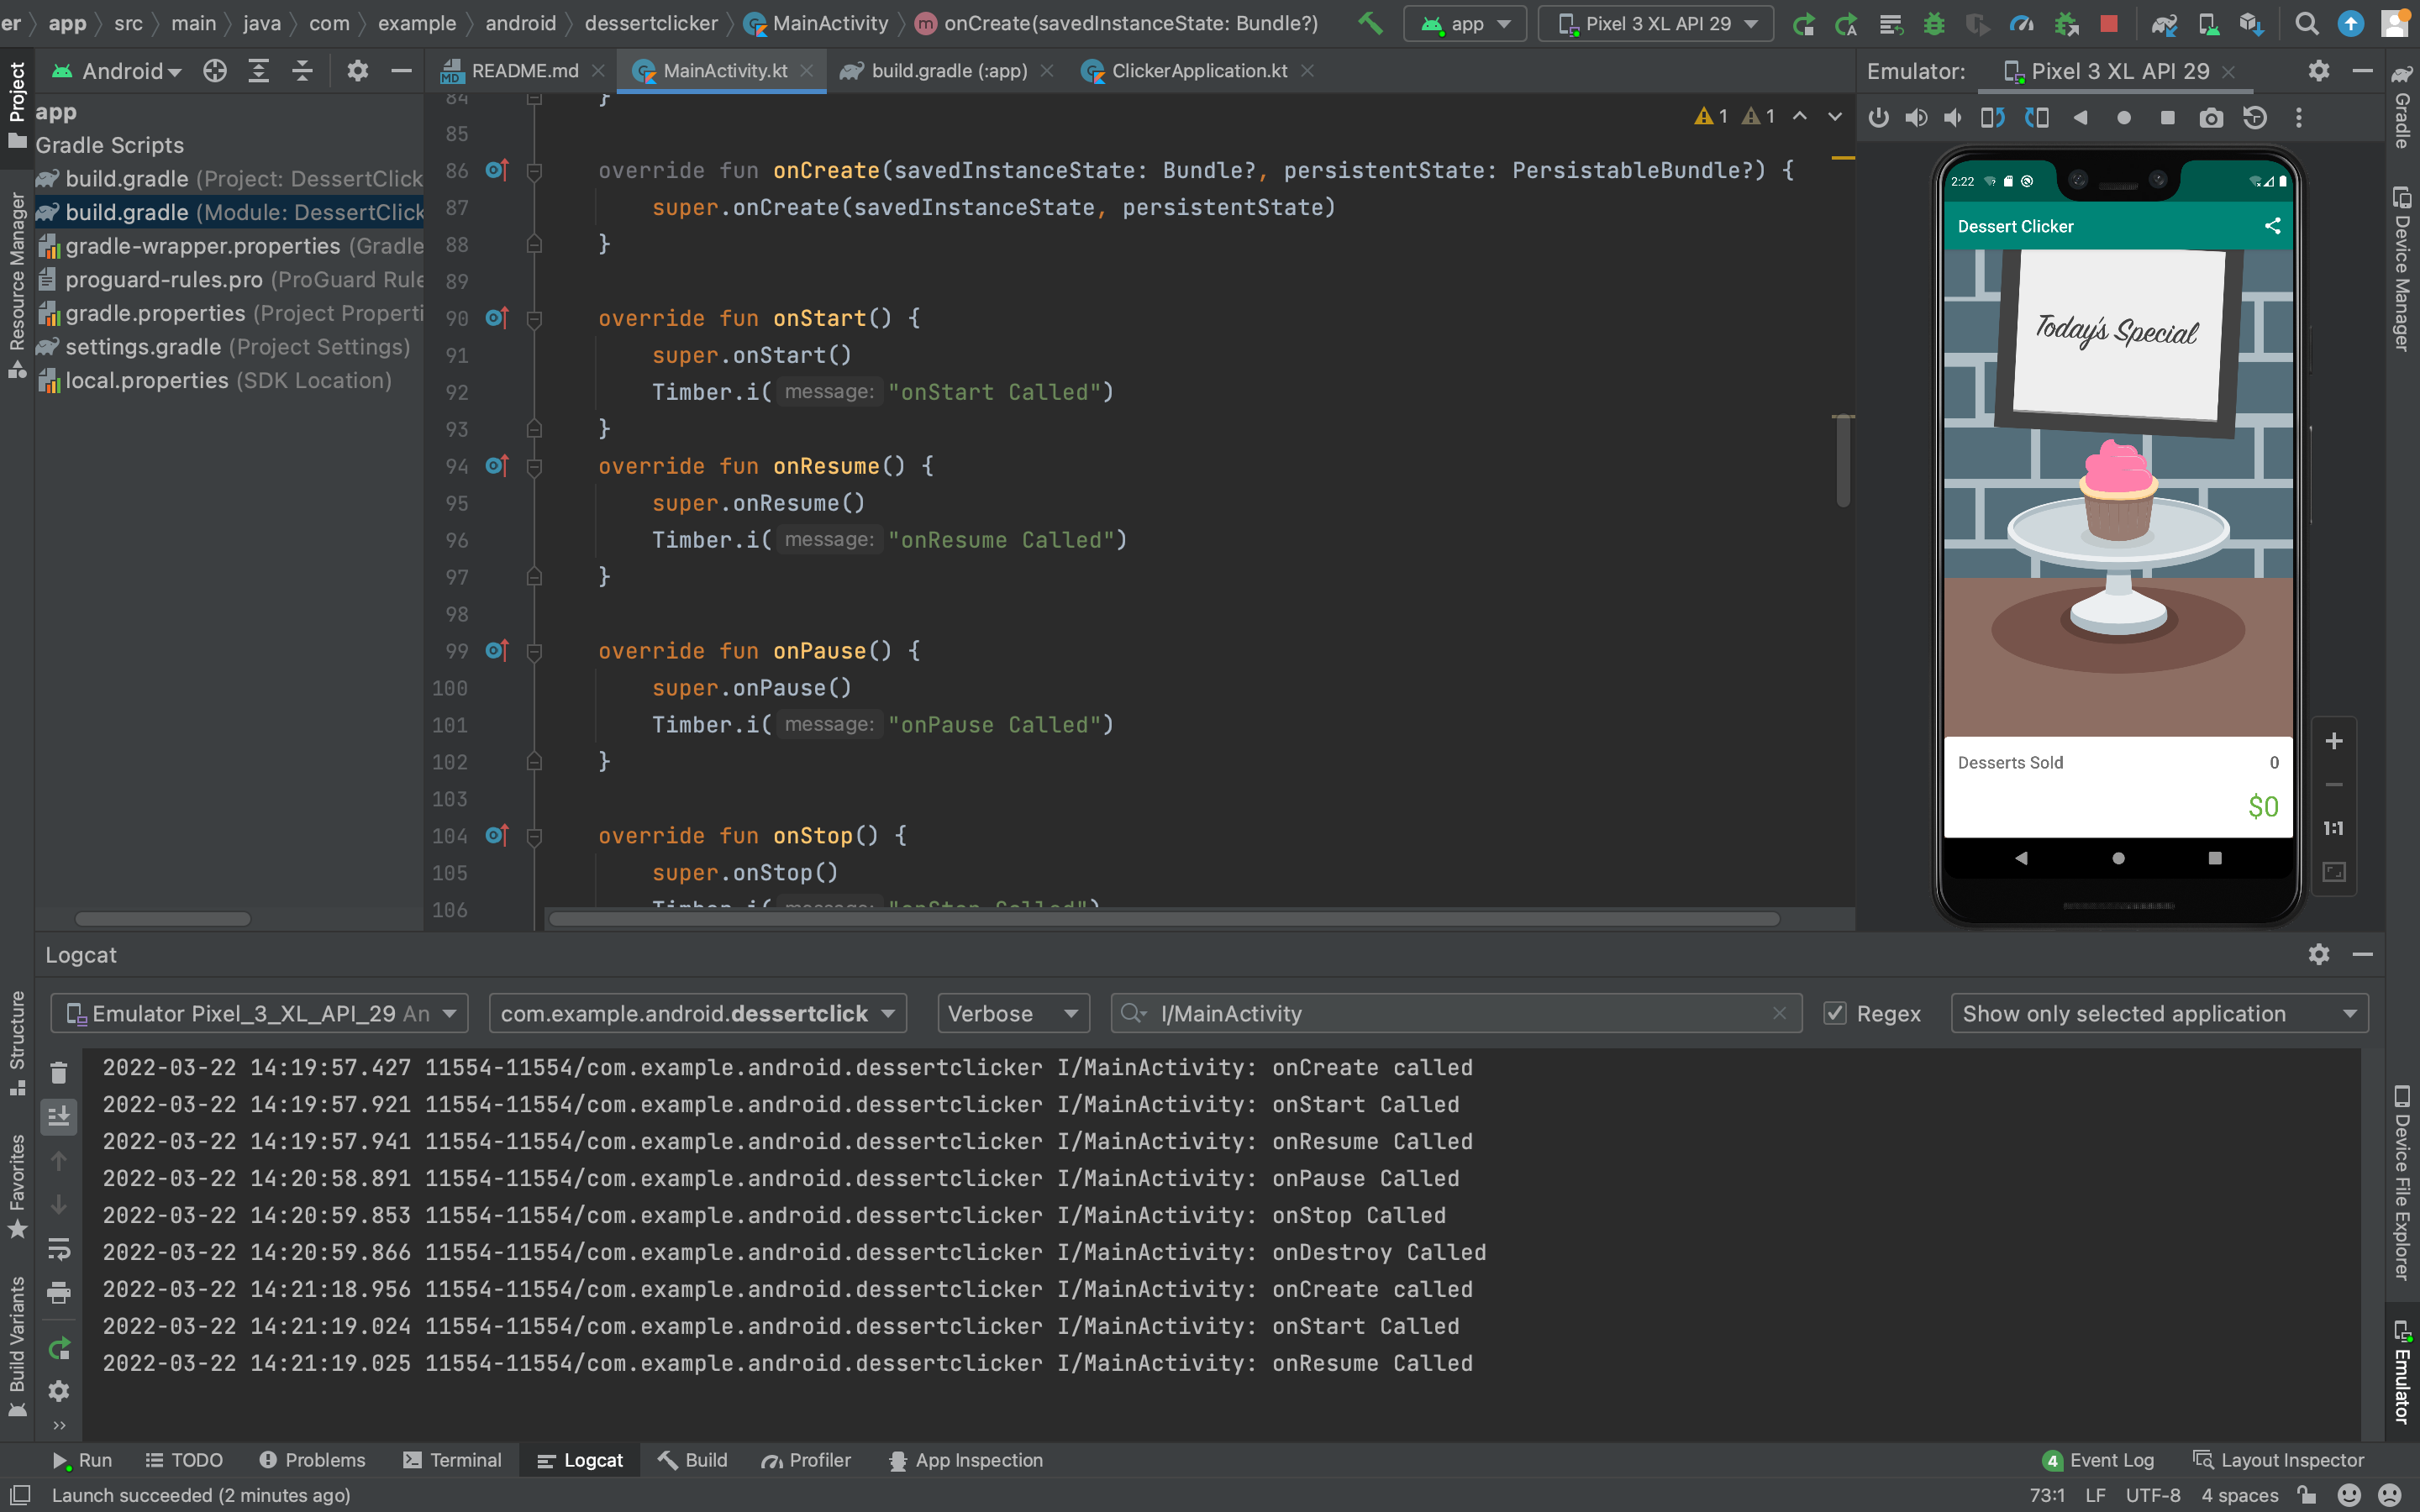 er app src main java com example android dessertclicker MainActivity onCreate(savedInstanceState: Bundle?) app Pixel 3 XL API 29
Project
Resource Manager
Structure
Favorites
Build Variants
Android
app
Gradle Scripts
build.gradle (Project: DessertClick
build.gradle (Module: DessertClick
gradle-wrapper.properties (Gradle
proguard-rules.pro (ProGuard Rule
gradle.properties (Project Properti
settings.gradle (Project Settings)
local.properties (SDK Location)
README.md MainActivity.kt build.gradle (:app) ClickerApplication.kt
1 1
84 }
85
86 override fun onCreate(savedInstanceState: Bundle?, persistentState: PersistableBundle?) {
87 super.onCreate(savedInstanceState, persistentState)
88 }
89
90 override fun onStart() {
91 super.onStart()
92 Timber.i( message: "onStart Called")
93 }
94 override fun onResume() {
95 super.onResume()
96 Timber.i( message: "onResume Called")
97 }
98
99 override fun onPause() {
100 super.onPause()
101 Timber.i( message: "onPause Called")
102 }
103
104 override fun onStop() {
105 super.onStop()
106 Timber.i( message: "onStop Called")
Emulator: Pixel 3 XL API 29
2:22
Dessert Clicker
Today's Special
Desserts Sold 0
$0
1:1
Gradle
Device Manager
Device File Explorer
Emulator
Logcat
Emulator Pixel_3_XL_API_29 An com.example.android.dessertclick Verbose I/MainActivity Regex Show only selected application
2022-03-22 14:19:57.427 11554-11554/com.example.android.dessertclicker I/MainActivity: onCreate called
2022-03-22 14:19:57.921 11554-11554/com.example.android.dessertclicker I/MainActivity: onStart Called
2022-03-22 14:19:57.941 11554-11554/com.example.android.dessertclicker I/MainActivity: onResume Called
2022-03-22 14:20:58.891 11554-11554/com.example.android.dessertclicker I/MainActivity: onPause Called
2022-03-22 14:20:59.853 11554-11554/com.example.android.dessertclicker I/MainActivity: onStop Called
2022-03-22 14:20:59.866 11554-11554/com.example.android.dessertclicker I/MainActivity: onDestroy Called
2022-03-22 14:21:18.956 11554-11554/com.example.android.dessertclicker I/MainActivity: onCreate called
2022-03-22 14:21:19.024 11554-11554/com.example.android.dessertclicker I/MainActivity: onStart Called
2022-03-22 14:21:19.025 11554-11554/com.example.android.dessertclicker I/MainActivity: onResume Called
Run TODO Problems Terminal Logcat Build Profiler App Inspection 4 Event Log Layout Inspector
Launch succeeded (2 minutes ago) 73:1 LF UTF-8 4 spaces